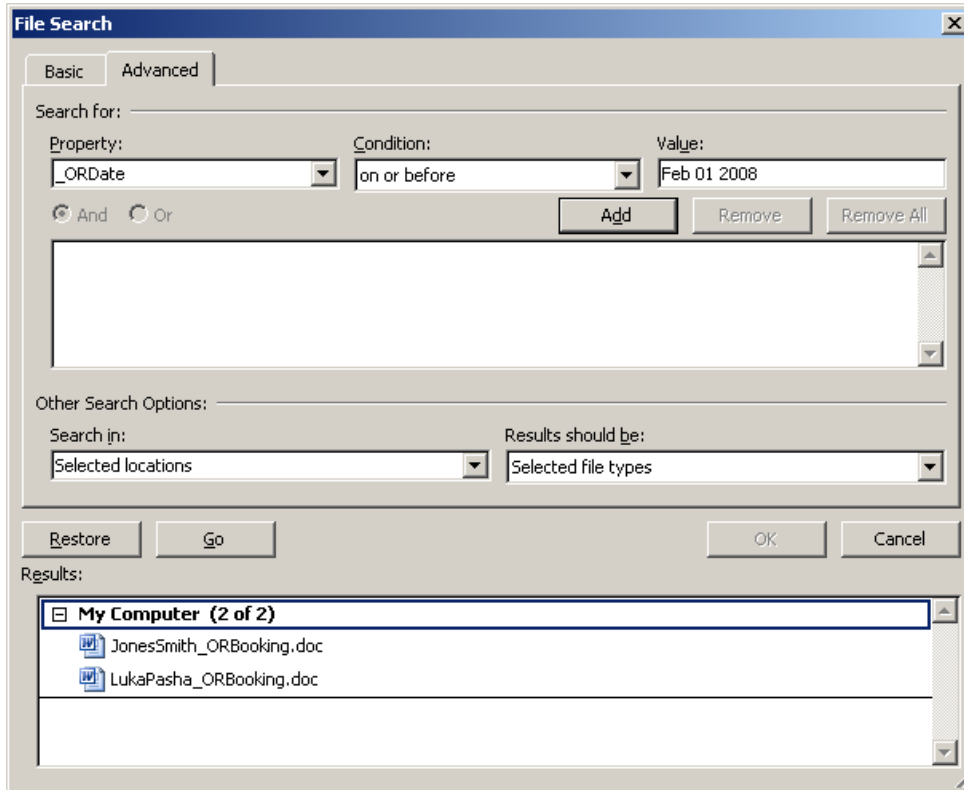 File Search
Basic Advanced
Search for:
Property: Condition: Value:
_ORDate on or before Feb 01 2008
And Or Add Remove Remove All
Other Search Options:
Search in: Results should be:
Selected locations Selected file types
Restore Go OK Cancel
Results:
My Computer (2 of 2)
JonesSmith_ORBooking.doc
LukaPasha_ORBooking.doc